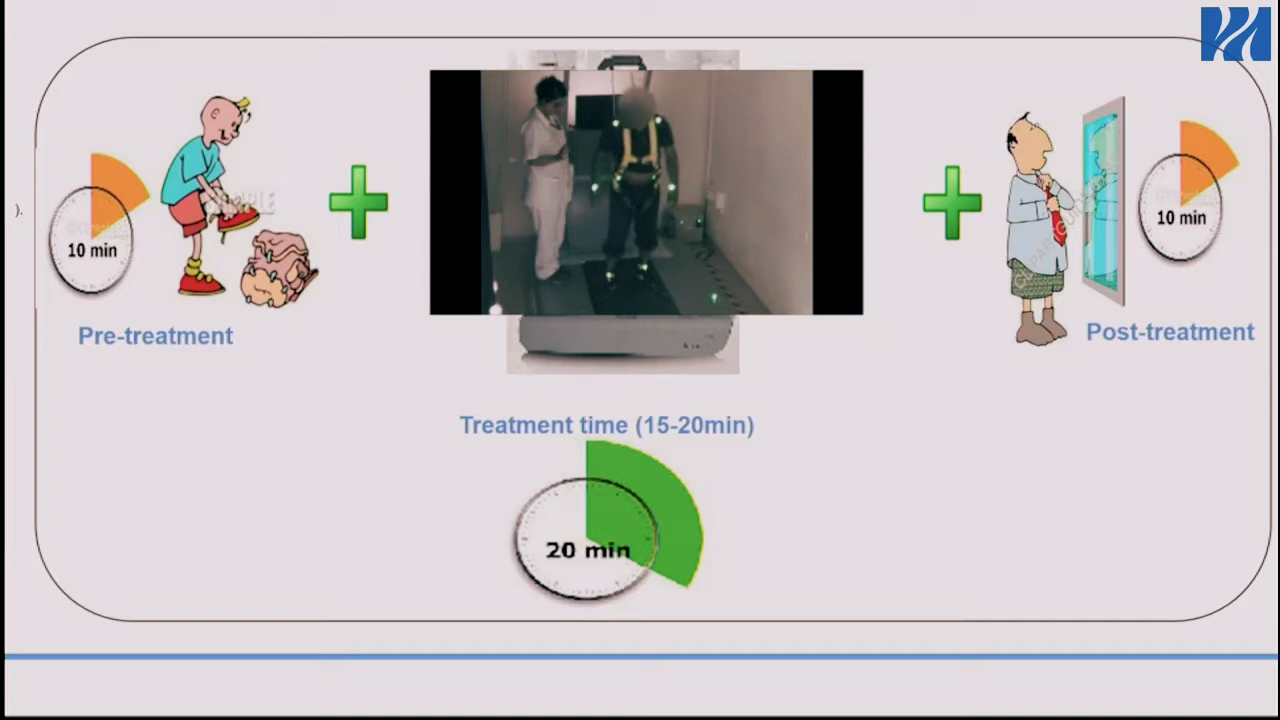 ).
10 min
Pre-treatment
10 min
Post-treatment
Treatment time (15-20min)
20 min